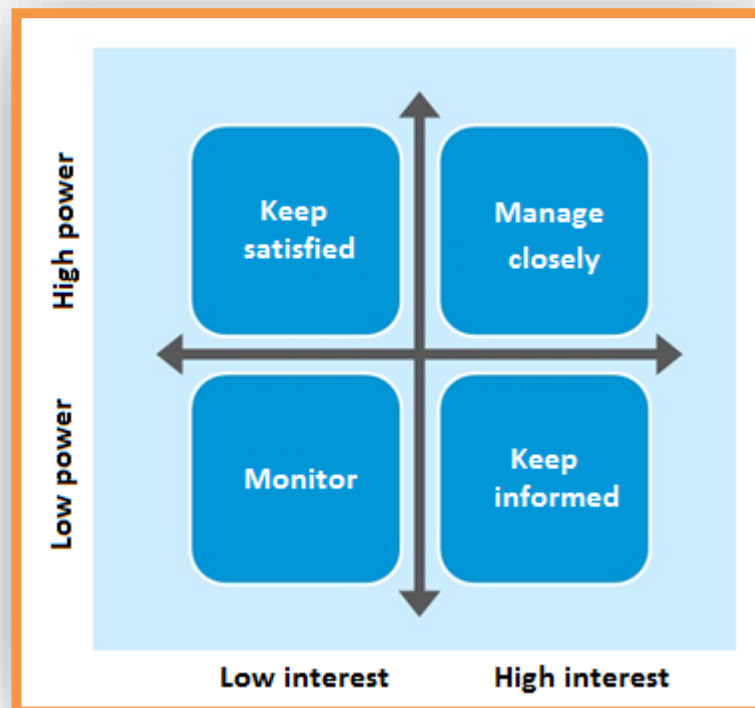 High power
Keep
satisfied
Manage
closely
Low power
Monitor
Keep
informed
Low interest
High interest